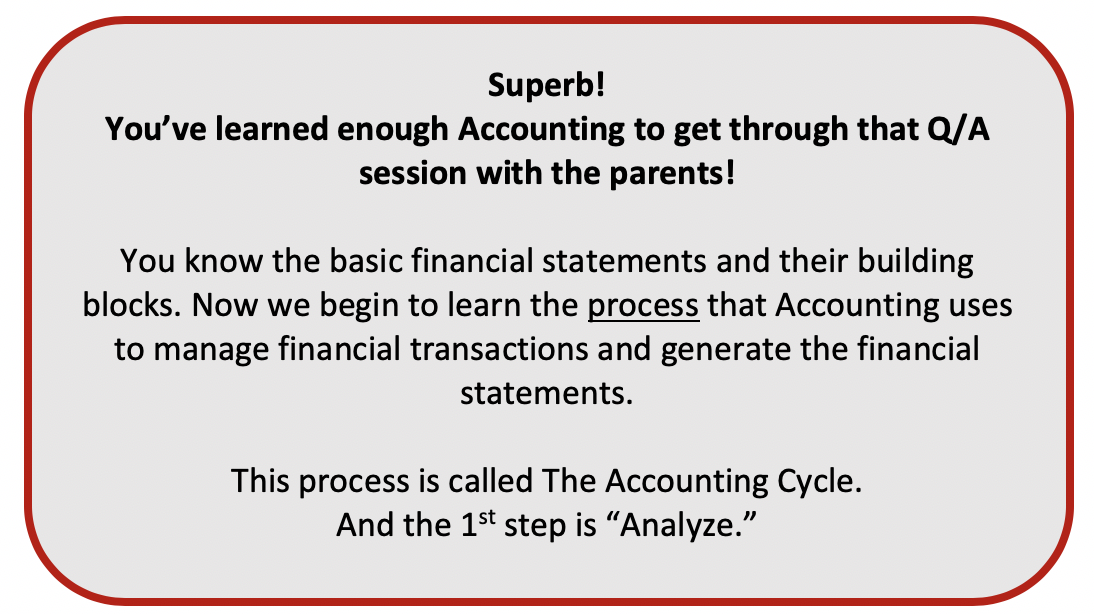 Superb!
You’ve learned enough Accounting to get through that Q/A
session with the parents!
You know the basic financial statements and their building
blocks. Now we begin to learn the process that Accounting uses
to manage financial transactions and generate the financial
statements.
This process is called The Accounting Cycle.
And the 1st step is “Analyze.”